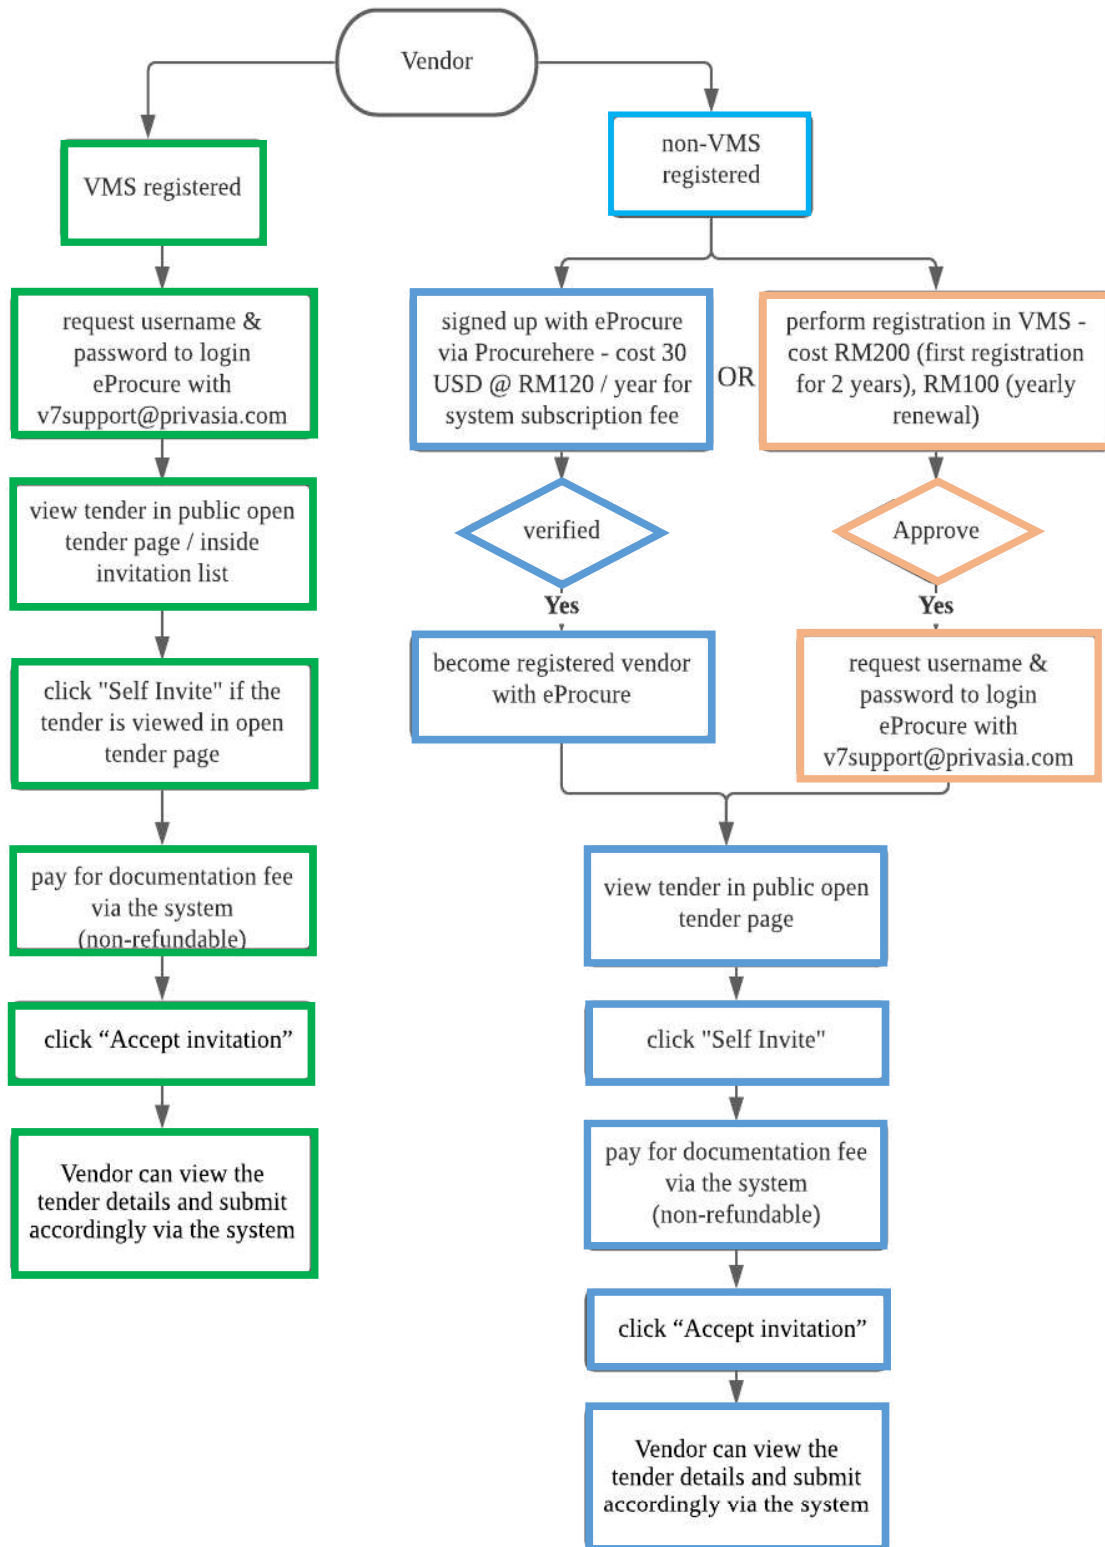 Vendor
VMS registered
request username &
password to login
eProcure with
v7support@privasia.com
view tender in public open
tender page / inside
invitation list
click "Self Invite" if the
tender is viewed in open
tender page
pay for documentation fee
via the system
(non-refundable)
click “Accept invitation”
Vendor can view the
tender details and submit
accordingly via the system
non-VMS
registered
signed up with eProcure
via Procurehere - cost 30
USD @ RM120 / year for
system subscription fee
OR
perform registration in VMS -
cost RM200 (first registration
for 2 years), RM100 (yearly
renewal)
verified
Yes
become registered vendor
with eProcure
Approve
Yes
request username &
password to login
eProcure with
v7support@privasia.com
view tender in public open
tender page
click "Self Invite"
pay for documentation fee
via the system
(non-refundable)
click “Accept invitation”
Vendor can view the
tender details and submit
accordingly via the system